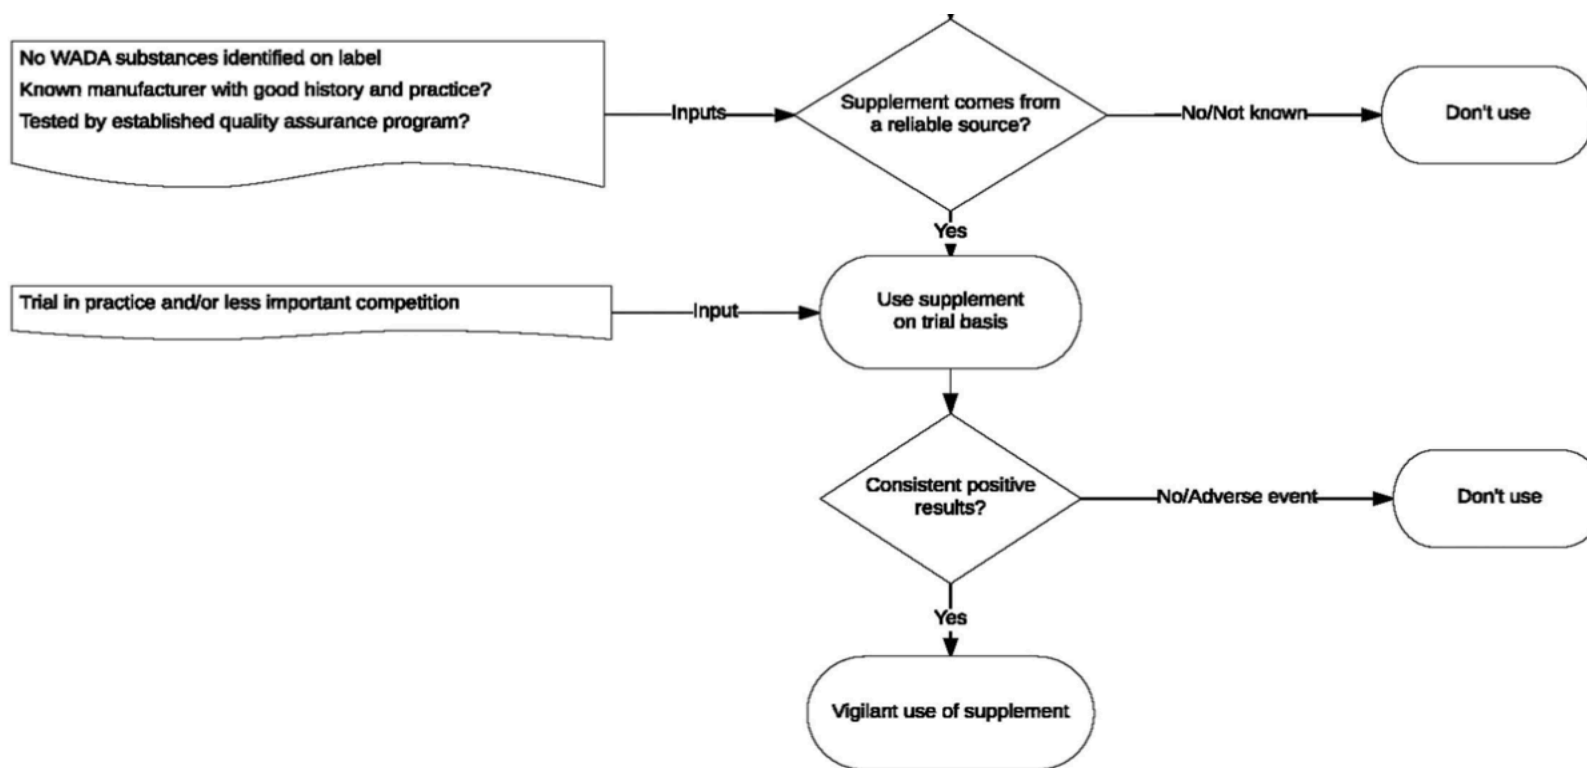 No WADA substances identified on label
Known manufacturer with good history and practice?
Tested by established quality assurance program?
Inputs
Supplement comes from
a reliable source?
No/Not known
Don't use
Yes
Trial in practice and/or less important competition
Input
Use supplement
on trial basis
Consistent positive
results?
No/Adverse event
Don't use
Yes
Vigilant use of supplement